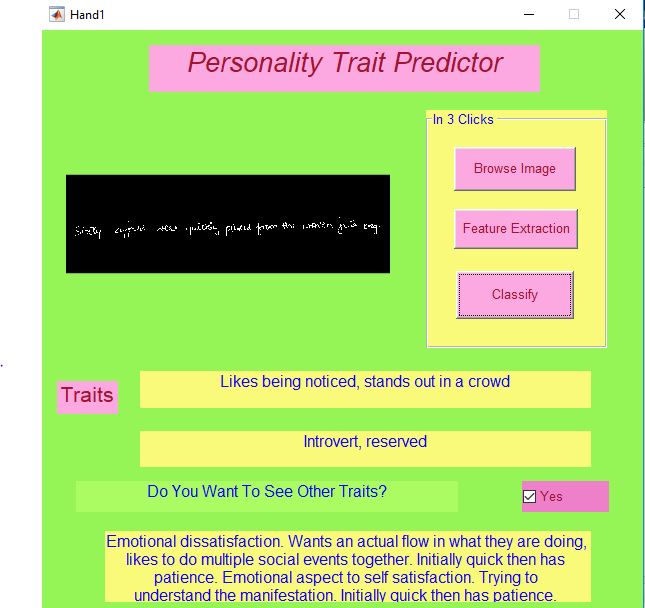 Hand1
Personality Trait Predictor
In 3 Clicks
Browse Image
Feature Extraction
Classify
Sixty zippers were quickly picked from the woven jute bag.
Traits
Likes being noticed, stands out in a crowd
Introvert, reserved
Do You Want To See Other Traits?
Yes
Emotional dissatisfaction. Wants an actual flow in what they are doing,
likes to do multiple social events together. Initially quick then has
patience. Emotional aspect to self satisfaction. Trying to
understand the manifestation. Initially quick then has patience.